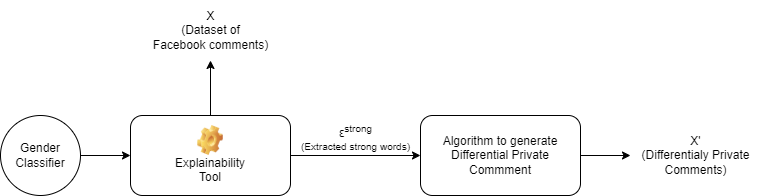 X
(Dataset of
Facebook comments)
Gender
Classifier
Explainability
Tool
ξstrong
(Extracted strong words)
Algorithm to generate
Differential Private
Commment
X'
(Differentialy Private
Comments)